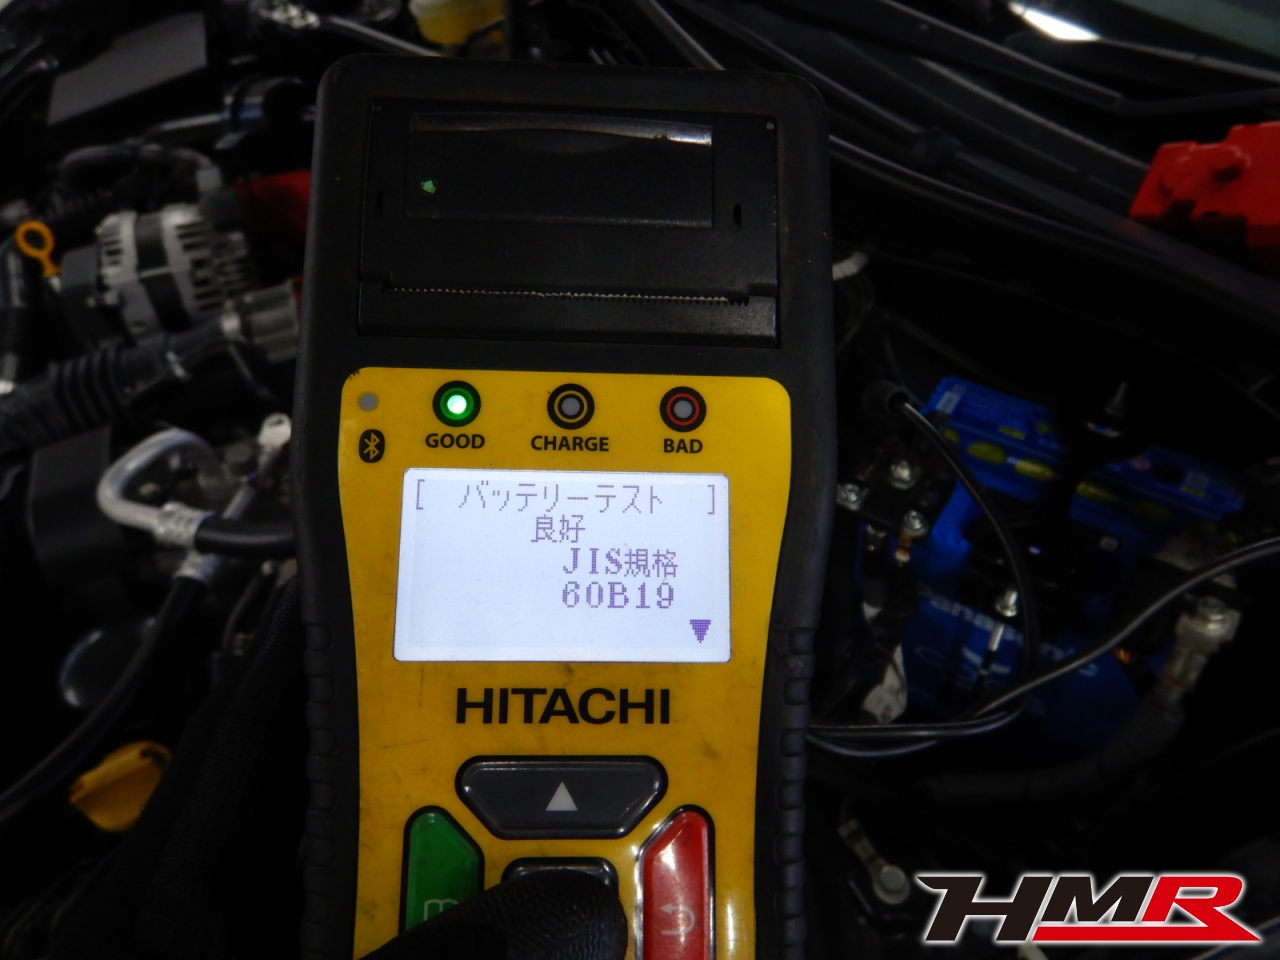 GOOD
CHARGE
BAD
[ バッテリーテスト ]
良好
JIS規格
60B19
▼
HITACHI
▲
Panasonic
HMR